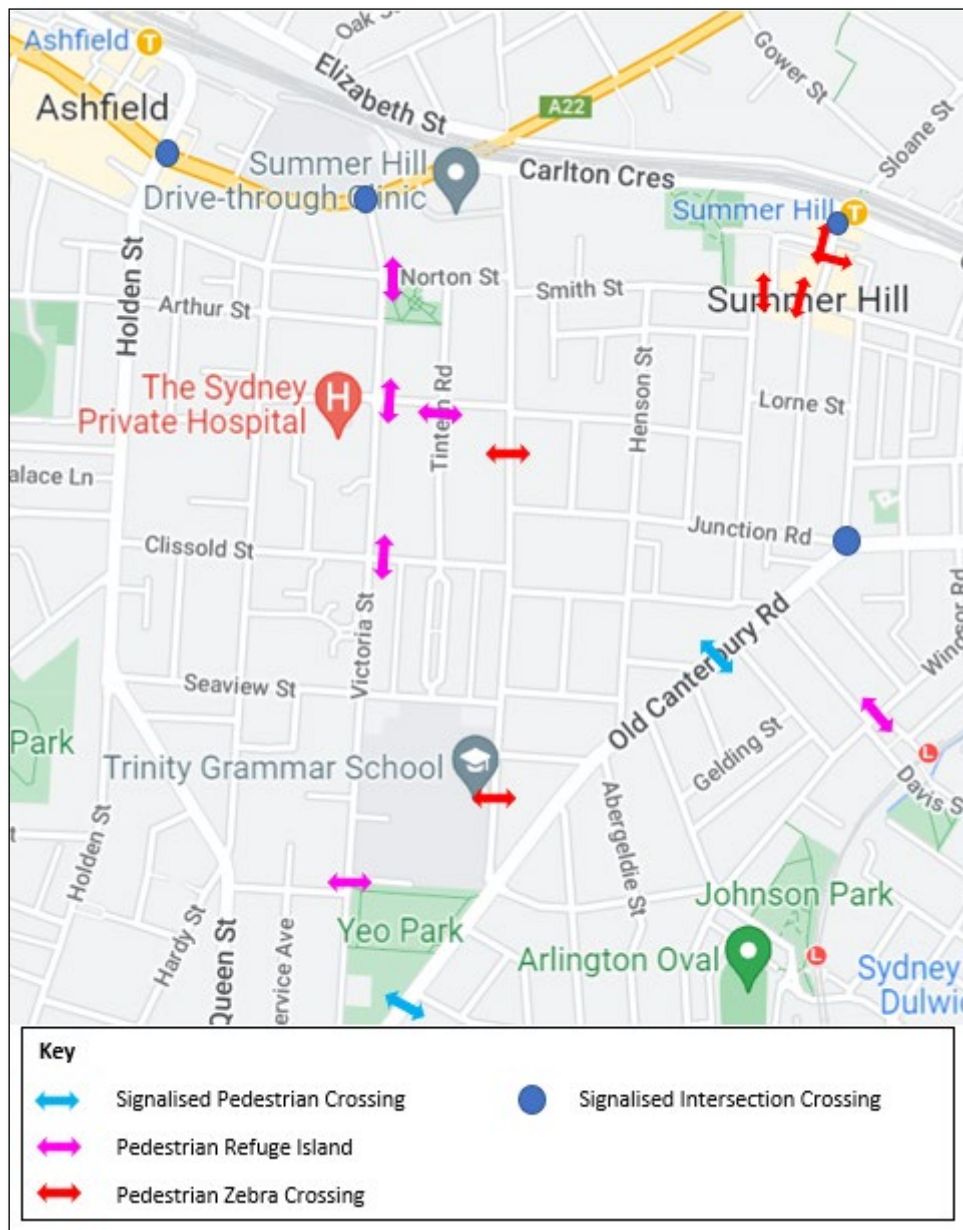 Ashfield T
Oak St
Gower St
Ashfield
Elizabeth St
A22
Sloane St
Summer Hill
Drive-through Clinic
Carlton Cres
Summer Hill T
Holden St
Norton St
Smith St
Summer Hill
Arthur St
The Sydney
Private Hospital
H
Tintern Rd
Henson St
Lorne St
alace Ln
Clissold St
Junction Rd
Victoria St
Old Canterbury Rd
Windsor Rd
Seaview St
Park
Trinity Grammar School
Gelding St
L
Davis S
t
Holden St
Abergeldie St
Yeo Park
Johnson Park
Hardy St
Queen St
ervice Ave
Arlington Oval
L
Sydney
Dulwi
Key
Signalised Pedestrian Crossing
Signalised Intersection Crossing
Pedestrian Refuge Island
Pedestrian Zebra Crossing